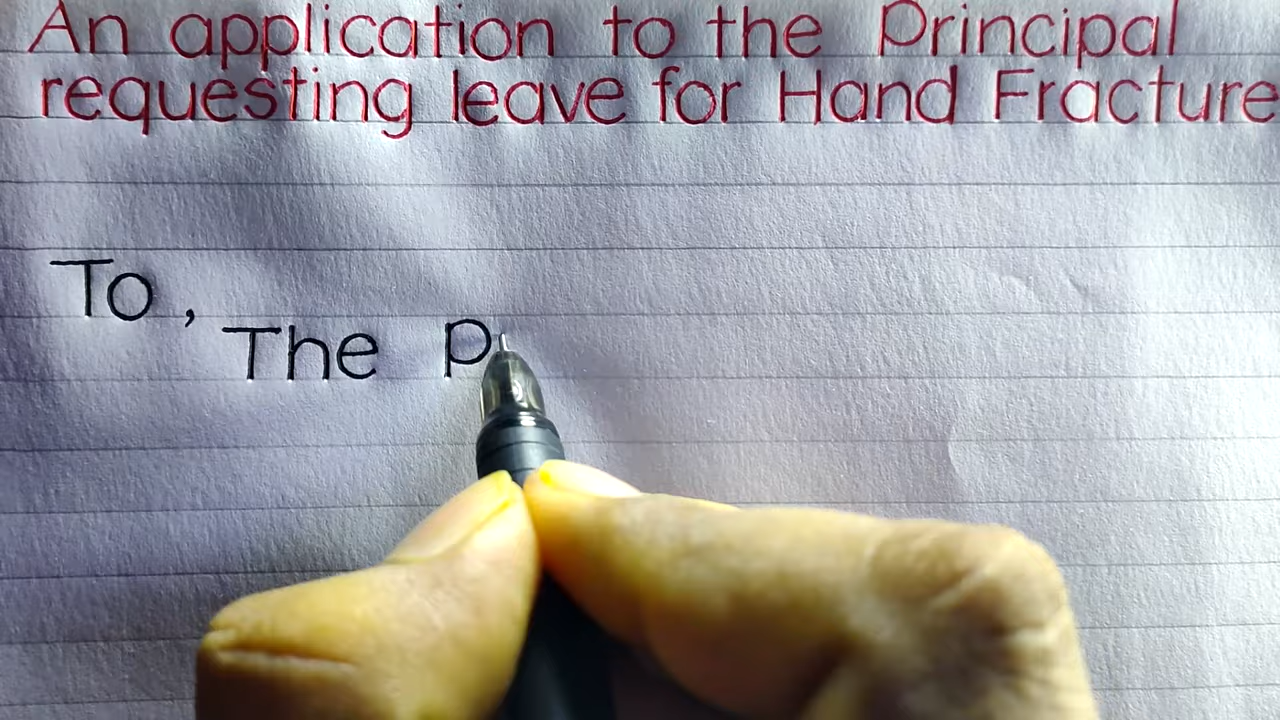 An application to the Principal
requesting leave for Hand Fracture
To,
The P